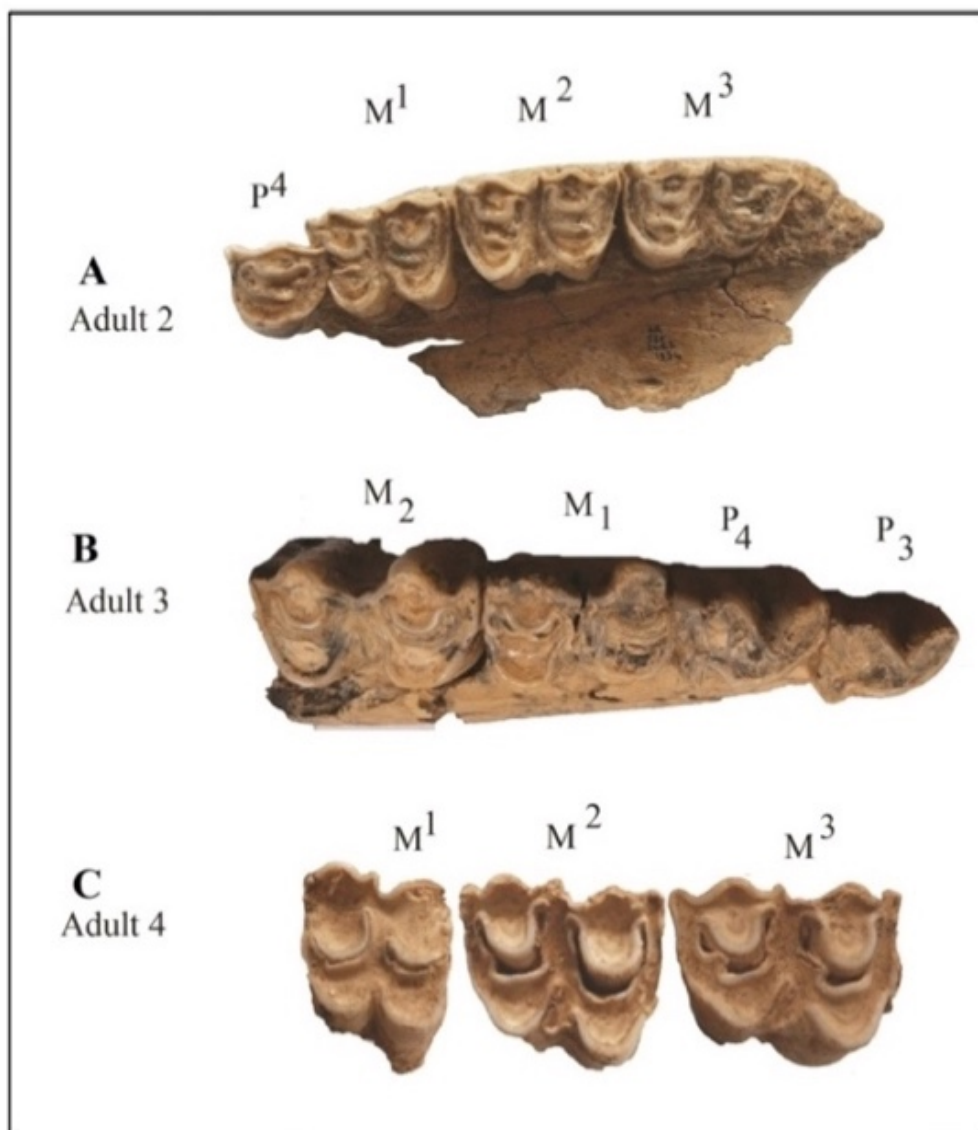 M¹ M² M³
P⁴
A
Adult 2
M₂ M₁ P₄ P₃
B
Adult 3
M¹ M² M³
C
Adult 4